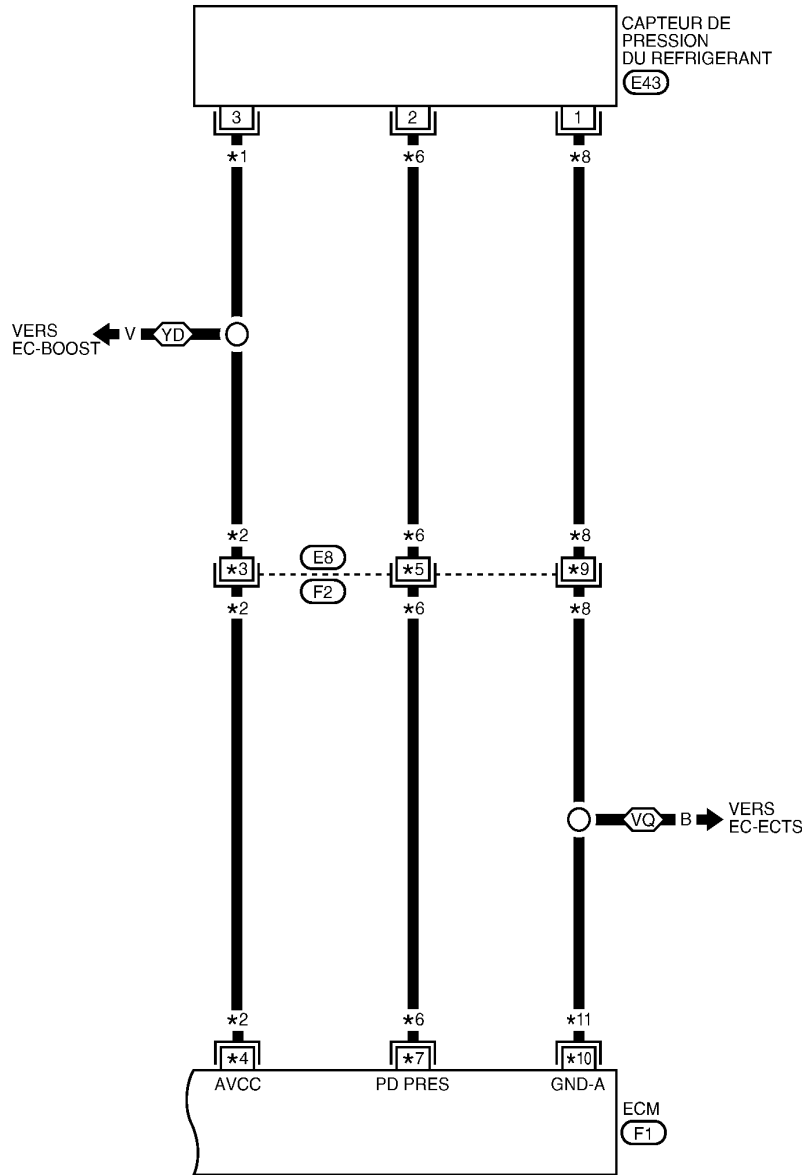 CAPTEUR DE
PRESSION
DU REFRIGERANT
E43
3 2 1
*1 *6 *8
VERS
EC-BOOST
V YD
*2 *6 *8
*3 E8 *5 *9
F2
*2 *6 *8
VQ B
VERS
EC-ECTS
*2 *6 *11
*4 *7 *10
AVCC PD PRES GND-A
ECM
F1